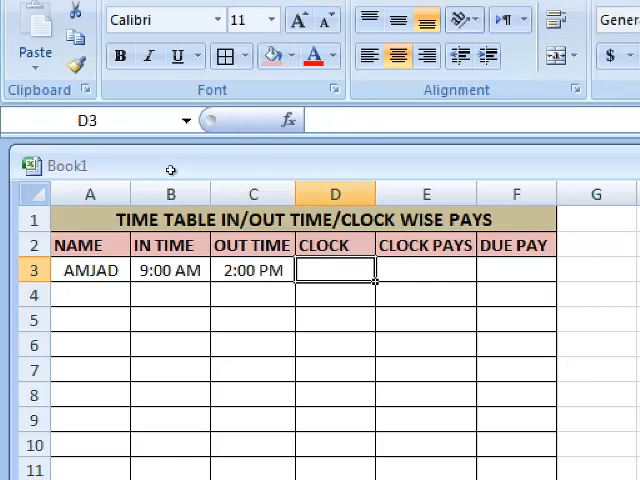 Calibri 11
Paste
B I U A
$
Clipboard Font Alignment
D3 fx
Book1
A B C D E F G
1 TIME TABLE IN/OUT TIME/CLOCK WISE PAYS
2 NAME IN TIME OUT TIME CLOCK CLOCK PAYS DUE PAY
3 AMJAD 9:00 AM 2:00 PM
4
5
6
7
8
9
10
11